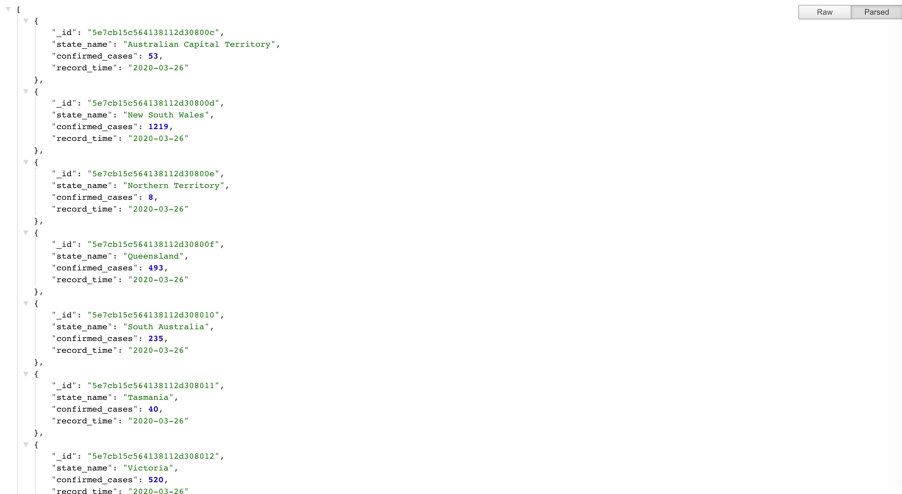 [
Raw Parsed
{
"_id": "5e7cb15c564138112d30800c",
"state_name": "Australian Capital Territory",
"confirmed_cases": 53,
"record_time": "2020-03-26"
},
{
"_id": "5e7cb15c564138112d30800d",
"state_name": "New South Wales",
"confirmed_cases": 1219,
"record_time": "2020-03-26"
},
{
"_id": "5e7cb15c564138112d30800e",
"state_name": "Northern Territory",
"confirmed_cases": 8,
"record_time": "2020-03-26"
},
{
"_id": "5e7cb15c564138112d30800f",
"state_name": "Queensland",
"confirmed_cases": 493,
"record_time": "2020-03-26"
},
{
"_id": "5e7cb15c564138112d308010",
"state_name": "South Australia",
"confirmed_cases": 235,
"record_time": "2020-03-26"
},
{
"_id": "5e7cb15c564138112d308011",
"state_name": "Tasmania",
"confirmed_cases": 40,
"record_time": "2020-03-26"
},
{
"_id": "5e7cb15c564138112d308012",
"state_name": "Victoria",
"confirmed_cases": 520,
"record_time": "2020-03-26"